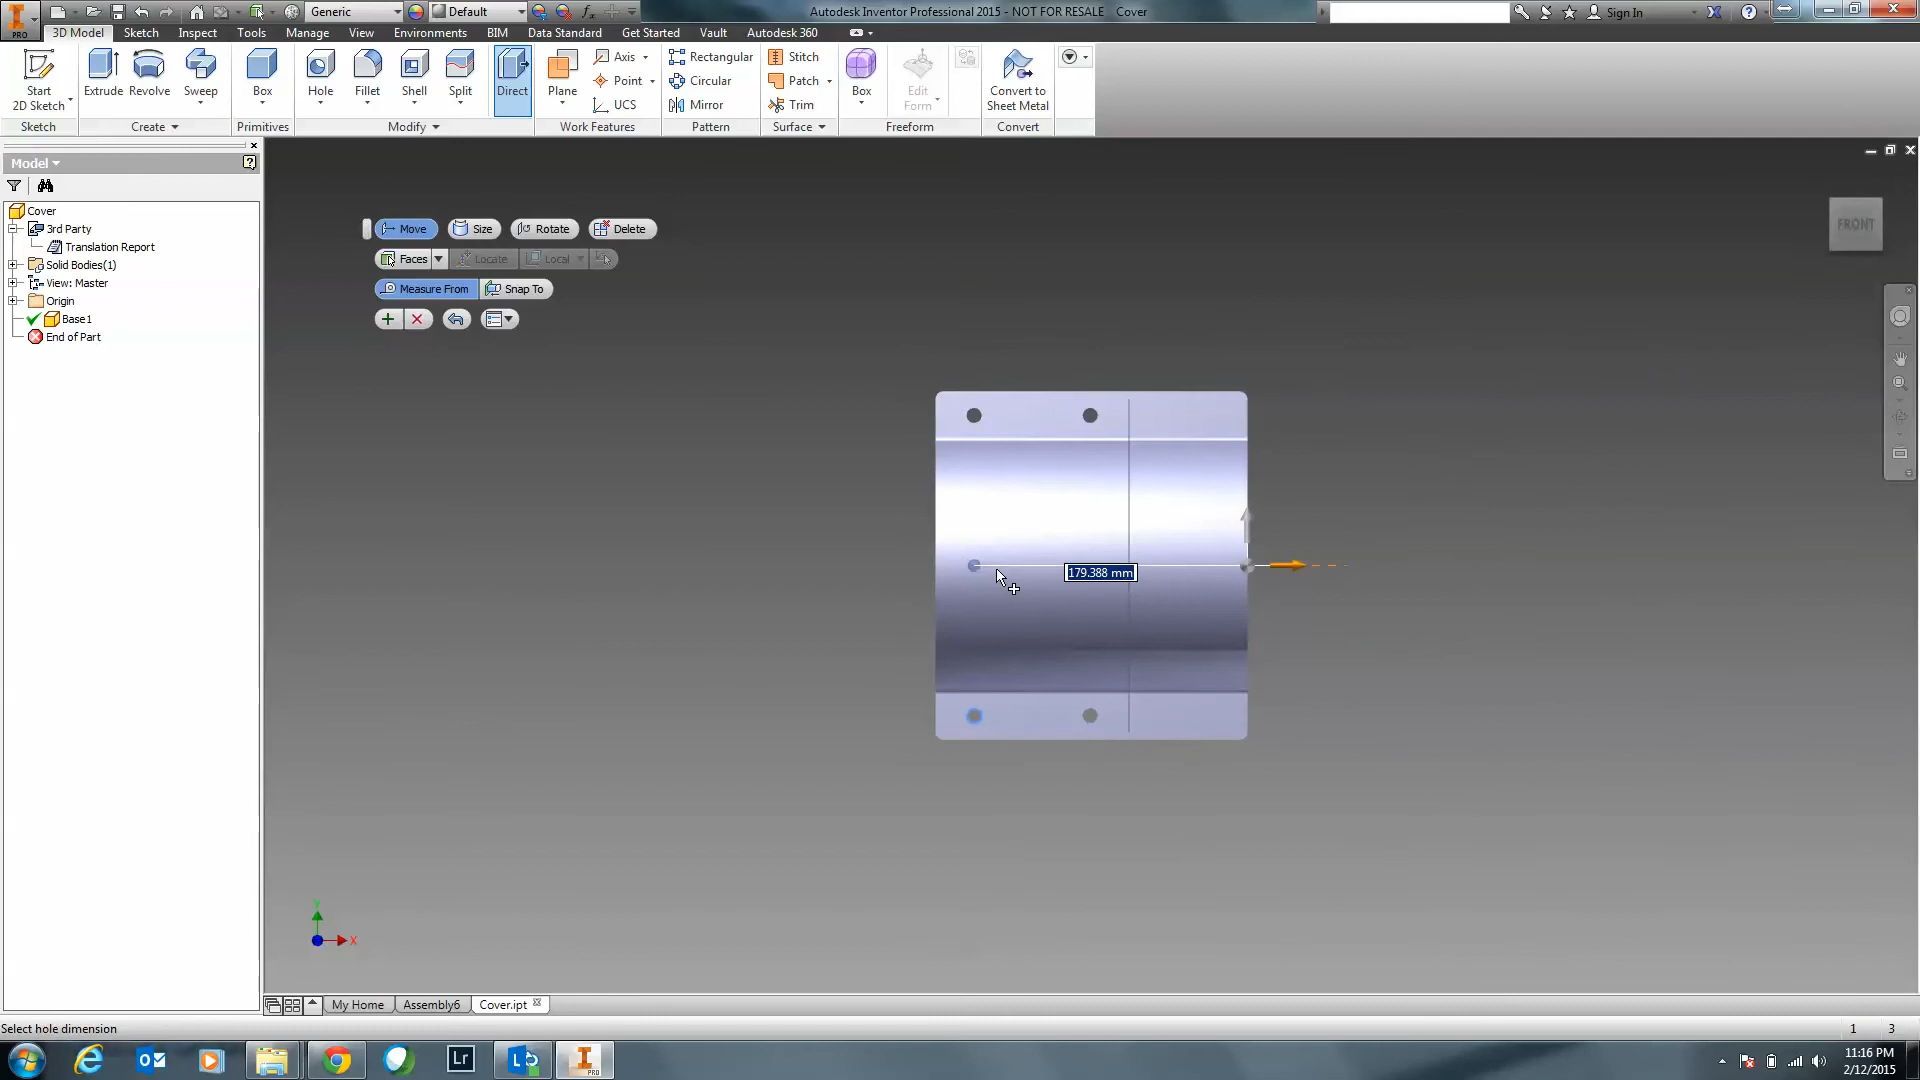 Generic
Default
fx
Autodesk Inventor Professional 2015 - NOT FOR RESALE Cover
Sign In
PRO
3D Model
Sketch
Inspect
Tools
Manage
View
Environments
BIM
Data Standard
Get Started
Vault
Autodesk 360
Start
2D Sketch
Extrude
Revolve
Sweep
Box
Hole
Fillet
Shell
Split
Direct
Plane
Axis
Point
UCS
Rectangular
Circular
Mirror
Stitch
Patch
Trim
Box
Edit
Form
Convert to
Sheet Metal
Sketch
Create
Primitives
Modify
Work Features
Pattern
Surface
Freeform
Convert
Model
Cover
3rd Party
Translation Report
Solid Bodies(1)
View: Master
Origin
Base1
End of Part
Move
Size
Rotate
Delete
Faces
Locate
Local
Measure From
Snap To
FRONT
179.388 mm
Y
X
My Home
Assembly6
Cover.ipt
Select hole dimension
1
3
Lr
PRO
11:16 PM
2/12/2015